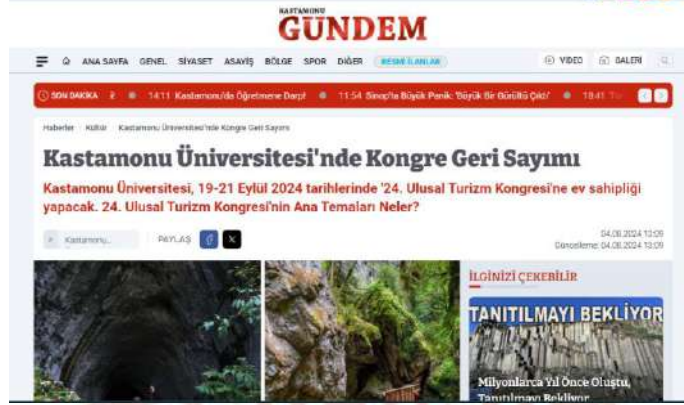 KASTAMONU
GÜNDEM
ANA SAYFA GENEL SİYASET ASAYİŞ BÖLGE SPOR DİĞER RESMİ İLANLAR VIDEO GALERİ
SON DAKİKA 14:11 Kastamonu'da Öğretmene Darp! 11:54 Sinop'ta Büyük Panik: 'Büyük Bir Gürültü Çıktı' 18:41
Haberler Kültür Kastamonu Üniversitesi'nde Kongre Geri Sayımı
Kastamonu Üniversitesi'nde Kongre Geri Sayımı
Kastamonu Üniversitesi, 19-21 Eylül 2024 tarihlerinde '24. Ulusal Turizm Kongresi'ne ev sahipliği
yapacak. 24. Ulusal Turizm Kongresi'nin Ana Temaları Neler?
Kastamonu... PAYLAŞ
04.08.2024 13:09
Güncelleme: 04.08.2024 13:09
İLGİNİZİ ÇEKEBİLİR
TANITILMAYI BEKLİYOR
Milyonlarca Yıl Önce Oluştu,
Tanıtılmayı Bekliyor